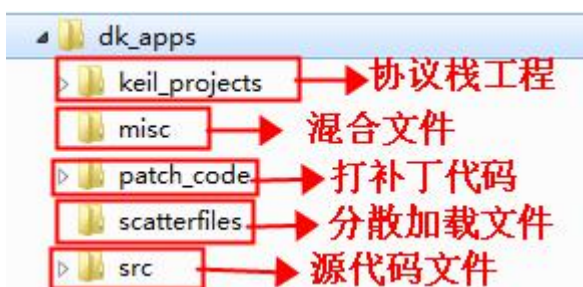 dk_apps
keil_projects 协议栈工程
misc 混合文件
patch_code 打补丁代码
scatterfiles 分散加载文件
src 源代码文件